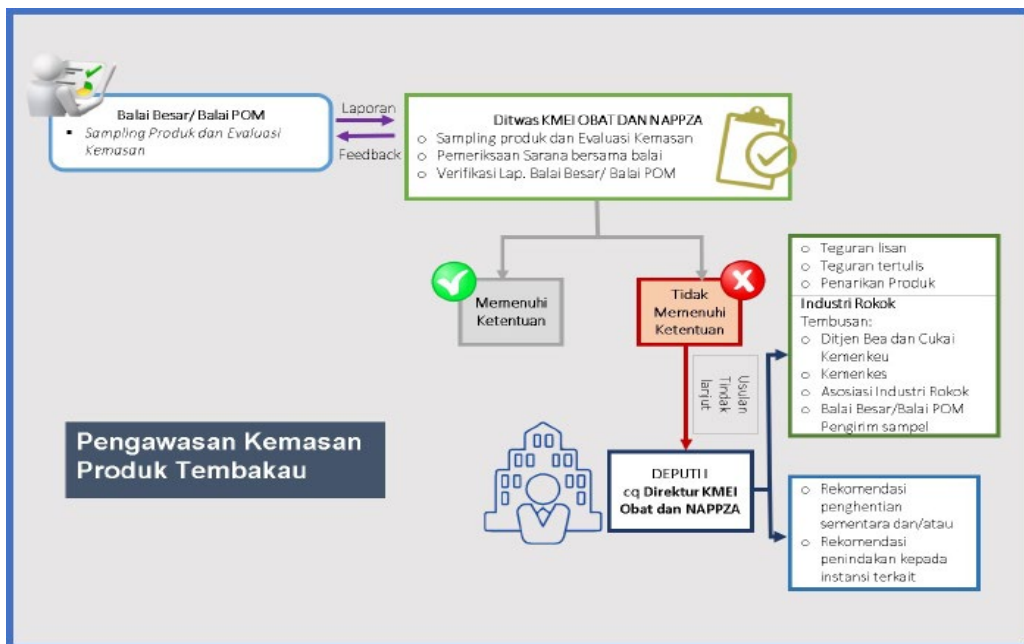 Balai Besar/ Balai POM
▪ Sampling Produk dan Evaluasi
Kemasan
Laporan
Feedback
Ditwas KMEI OBAT DAN NAPPZA
o Sampling produk dan Evaluasi Kemasan
o Pemeriksaan Sarana bersama balai
o Verifikasi Lap. Balai Besar/ Balai POM
Memenuhi
Ketentuan
Tidak
Memenuhi
Ketentuan
Usulan
Tindak
lanjut
o Teguran lisan
o Teguran tertulis
o Penarikan Produk
Industri Rokok
Tembusan:
o Ditjen Bea dan Cukai
Kemenkeu
o Kemenkes
o Asosiasi Industri Rokok
o Balai Besar/Balai POM
Pengirim sampel
Pengawasan Kemasan
Produk Tembakau
DEPUTI I
cq Direktur KMEI
Obat dan NAPPZA
o Rekomendasi
penghentian
sementara dan/atau
o Rekomendasi
penindakan kepada
instansi terkait